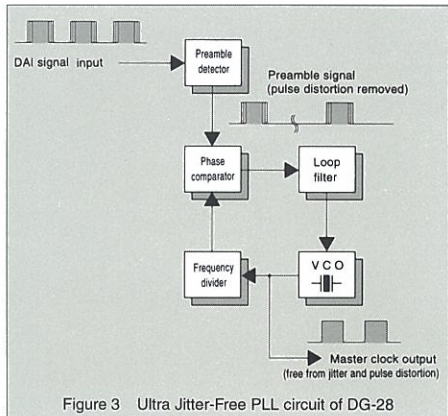 DAI signal input
Preamble
detector
Preamble signal
(pulse distortion removed)
Phase
comparator
Loop
filter
Frequency
divider
VCO
Master clock output
(free from jitter and pulse distortion)
Figure 3 Ultra Jitter-Free PLL circuit of DG-28